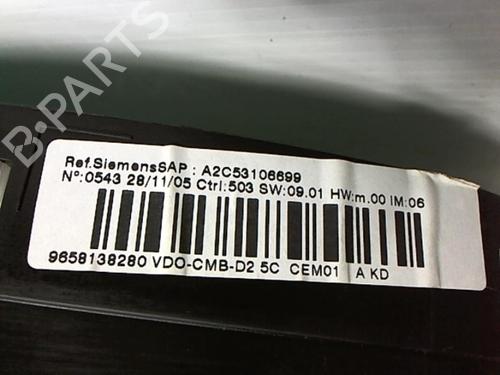 B-PARTS
Ref.SiemensSAP : A2C53106699
N°:0543 28/11/05 Ctrl:503 SW:09.01 HW:m.00 IM:06
9658138280 VDO-CMB-D2 5C CEM01 A KD